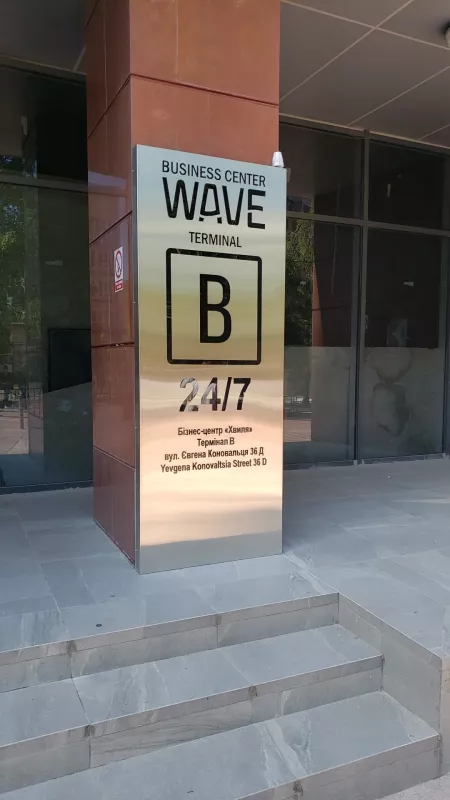 BUSINESS CENTER
WAVE
TERMINAL
B
24/7
Бізнес-центр «Хвиля»
Термінал В
вул. Євгена Коновальця 36 Д
Yevgena Konovaltsia Street 36 D